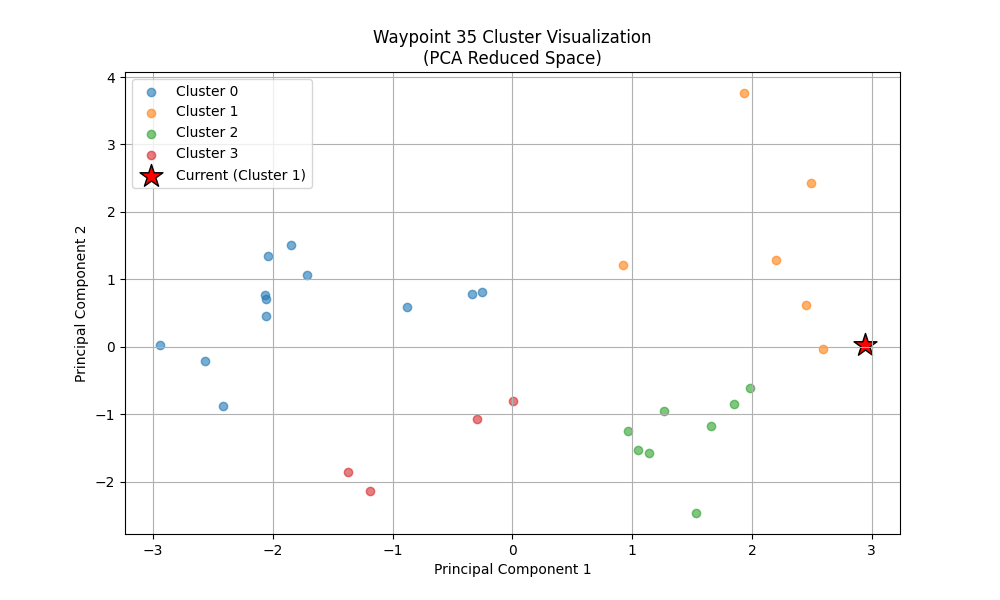 Waypoint 35 Cluster Visualization
(PCA Reduced Space)
Cluster 0
Cluster 1
Cluster 2
Cluster 3
Current (Cluster 1)
4
3
2
1
0
−1
−2
Principal Component 2
−3
−2
−1
0
1
2
3
Principal Component 1